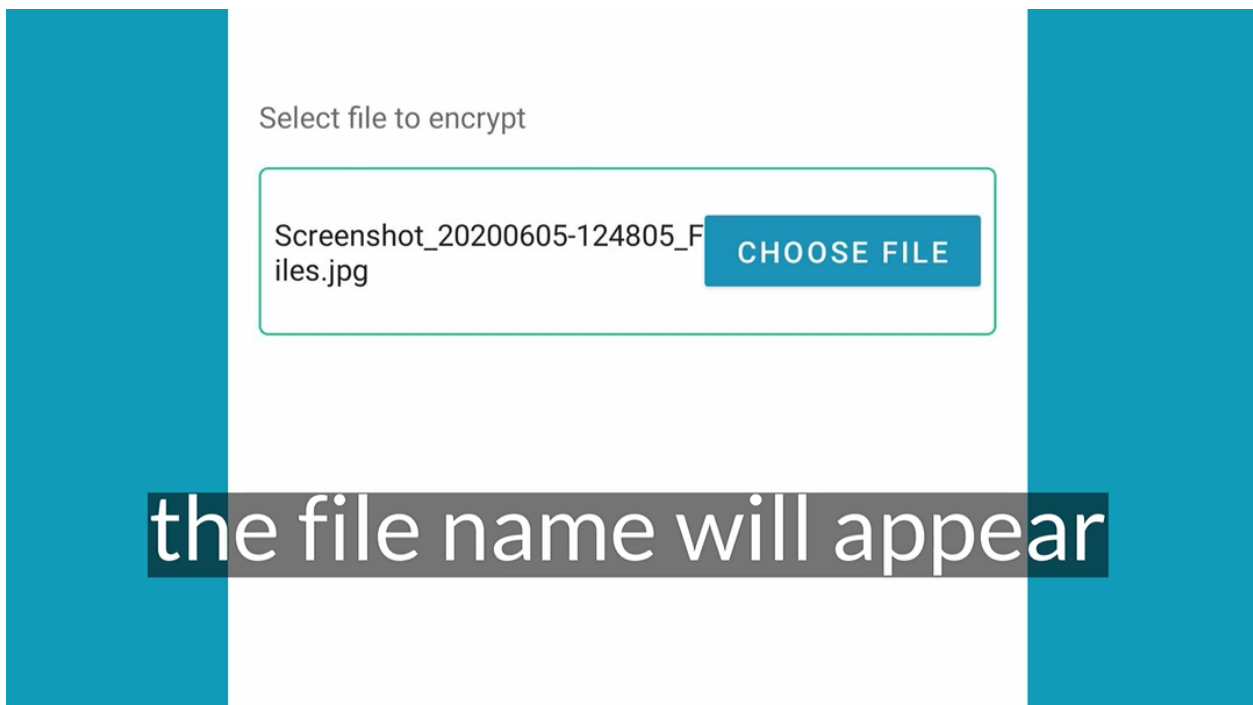 Select file to encrypt
Screenshot_20200605-124805_F
iles.jpg
CHOOSE FILE
the file name will appear